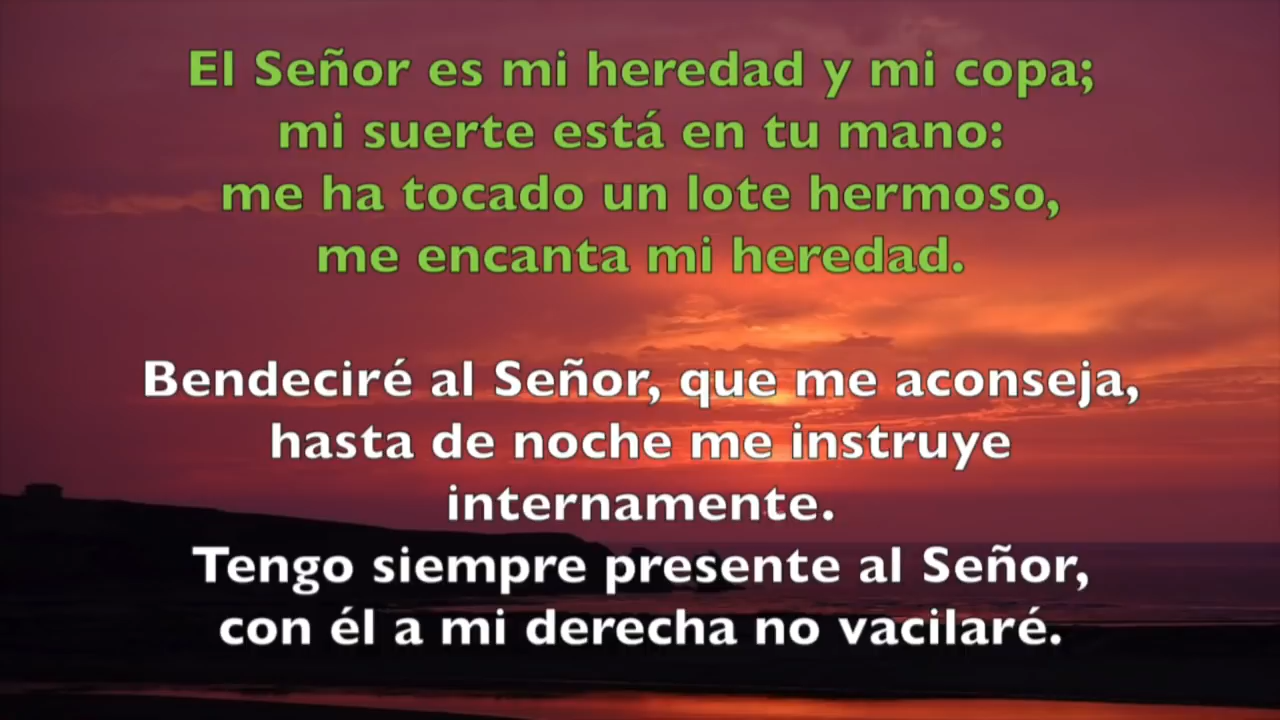 El Señor es mi heredad y mi copa;
mi suerte está en tu mano:
me ha tocado un lote hermoso,
me encanta mi heredad.
Bendeciré al Señor, que me aconseja,
hasta de noche me instruye
internamente.
Tengo siempre presente al Señor,
con él a mi derecha no vacilaré.